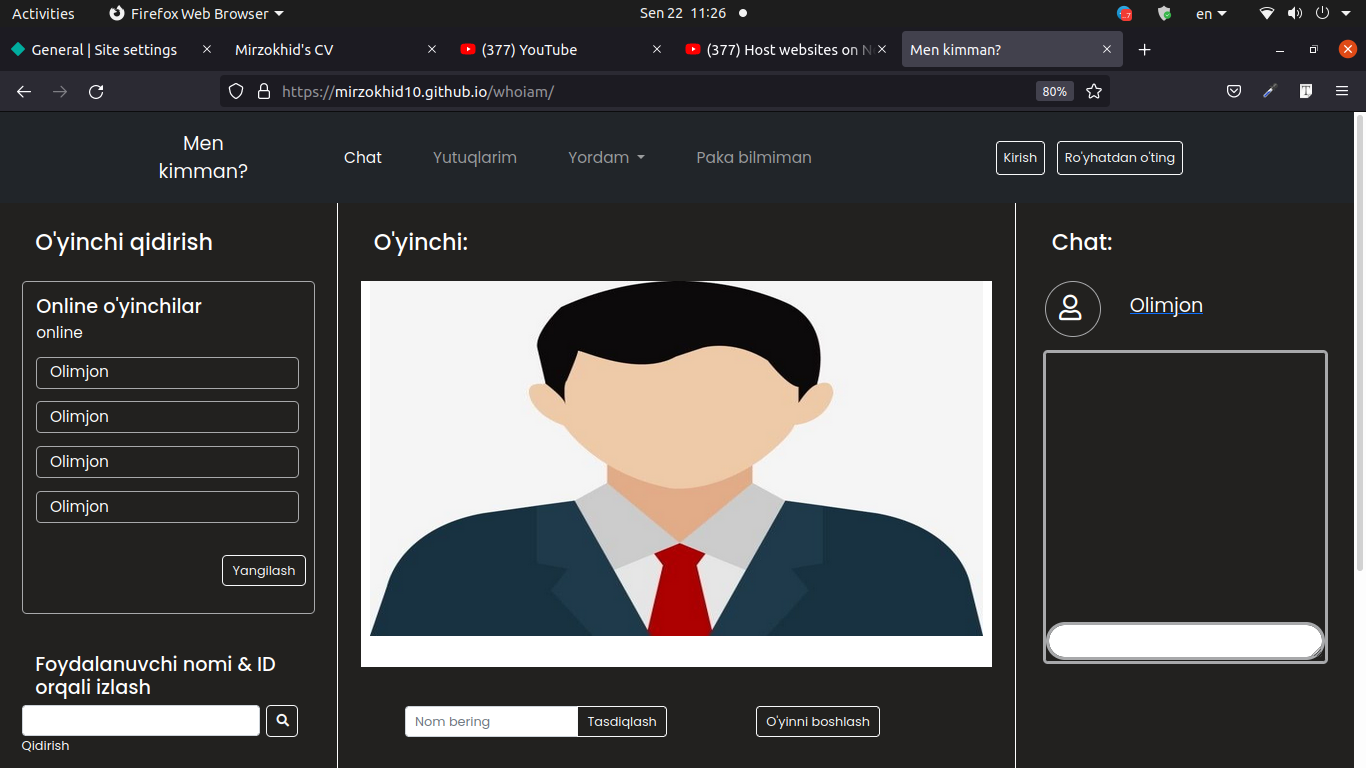 Activities
Firefox Web Browser
Sen 22 11:26
en
General | Site settings
Mirzokhid's CV
(377) YouTube
(377) Host websites on N
Men kimman?
https://mirzokhid10.github.io/whoiam/
80%
Men kimman?
Chat
Yutuqlarim
Yordam
Paka bilmiman
Kirish
Ro'yhatdan o'ting
O'yinchi qidirish
Online o'yinchilar
online
Olimjon
Olimjon
Olimjon
Olimjon
Yangilash
Foydalanuvchi nomi & ID
orqali izlash
Qidirish
O'yinchi:
Nom bering
Tasdiqlash
O'yinni boshlash
Chat:
Olimjon